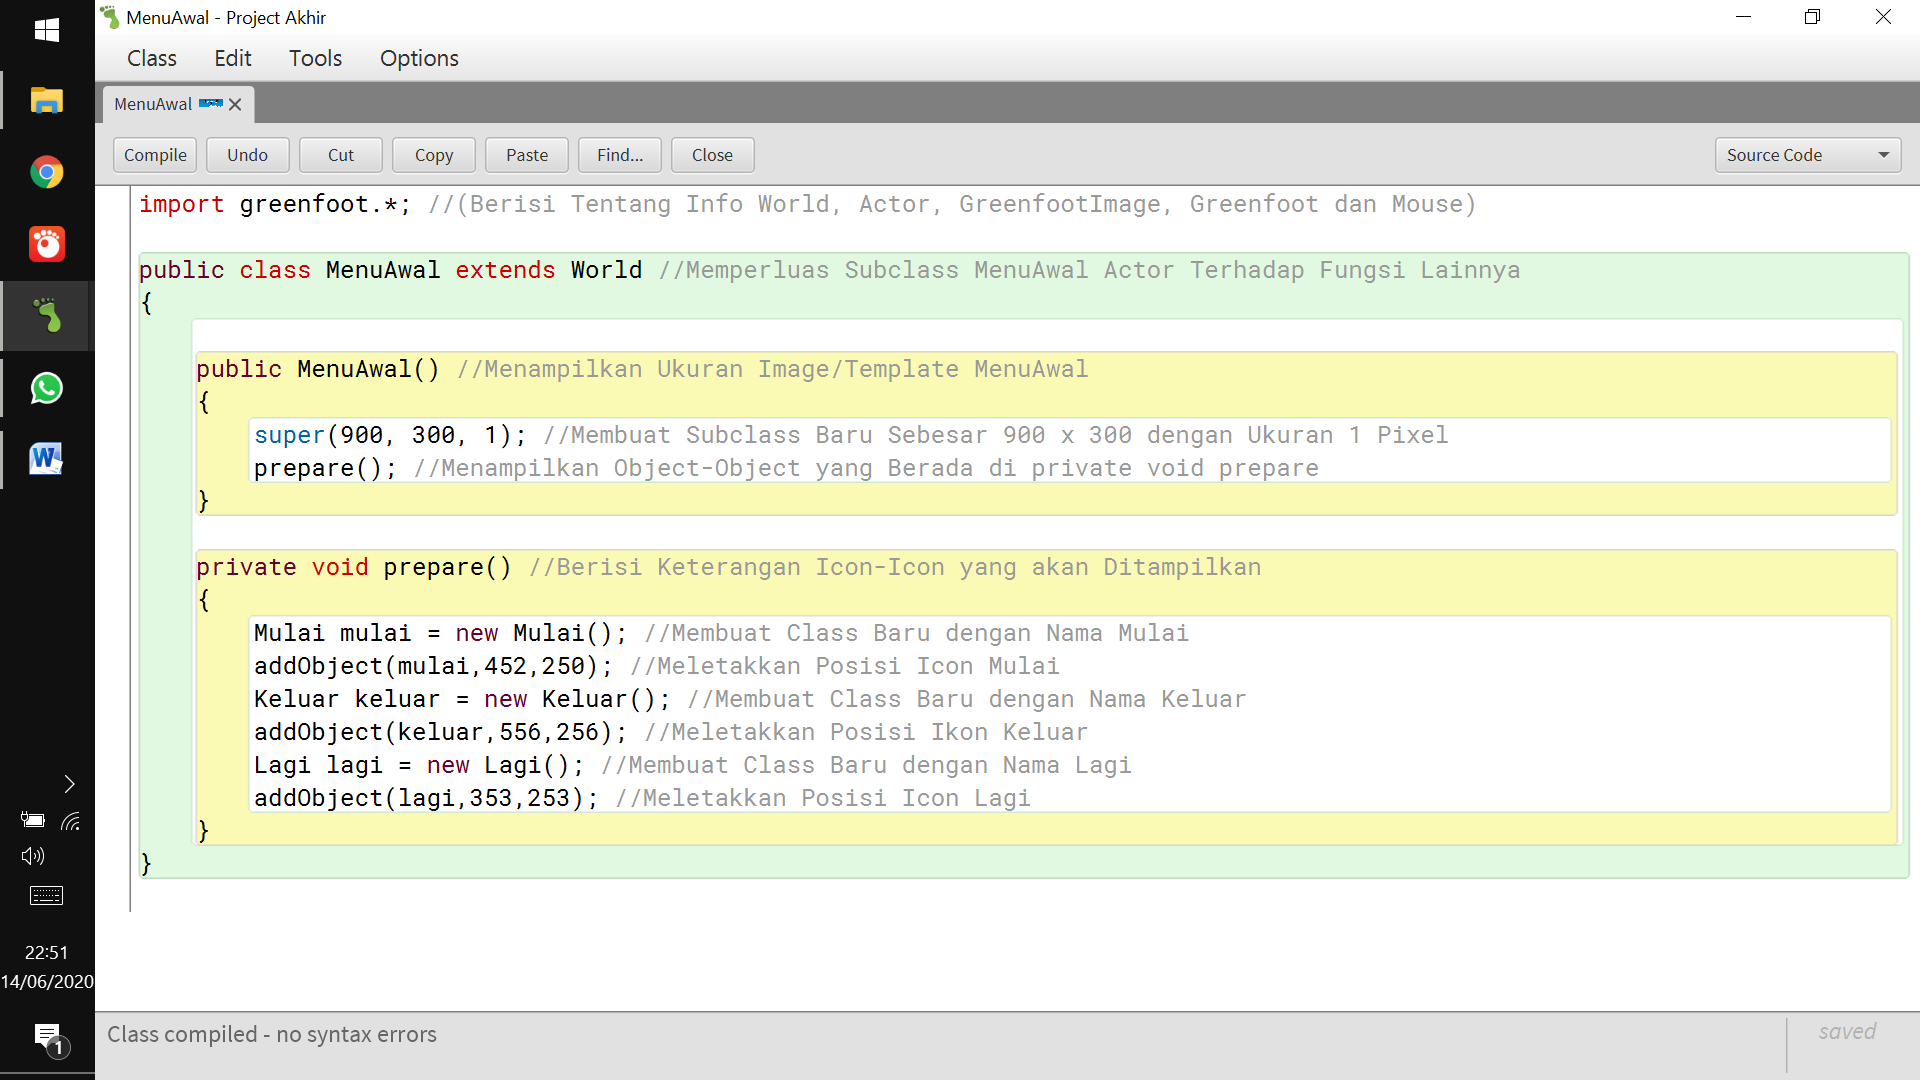 MenuAwal - Project Akhir
Class Edit Tools Options
MenuAwal
Compile Undo Cut Copy Paste Find... Close Source Code
import greenfoot.*; //(Berisi Tentang Info World, Actor, GreenfootImage, Greenfoot dan Mouse)
public class MenuAwal extends World //Memperluas Subclass MenuAwal Actor Terhadap Fungsi Lainnya
{
public MenuAwal() //Menampilkan Ukuran Image/Template MenuAwal
{
super(900, 300, 1); //Membuat Subclass Baru Sebesar 900 x 300 dengan Ukuran 1 Pixel
prepare(); //Menampilkan Object-Object yang Berada di private void prepare
}
private void prepare() //Berisi Keterangan Icon-Icon yang akan Ditampilkan
{
Mulai mulai = new Mulai(); //Membuat Class Baru dengan Nama Mulai
addObject(mulai,452,250); //Meletakkan Posisi Icon Mulai
Keluar keluar = new Keluar(); //Membuat Class Baru dengan Nama Keluar
addObject(keluar,556,256); //Meletakkan Posisi Ikon Keluar
Lagi lagi = new Lagi(); //Membuat Class Baru dengan Nama Lagi
addObject(lagi,353,253); //Meletakkan Posisi Icon Lagi
}
}
Class compiled - no syntax errors
saved
W
22:51
14/06/2020
1